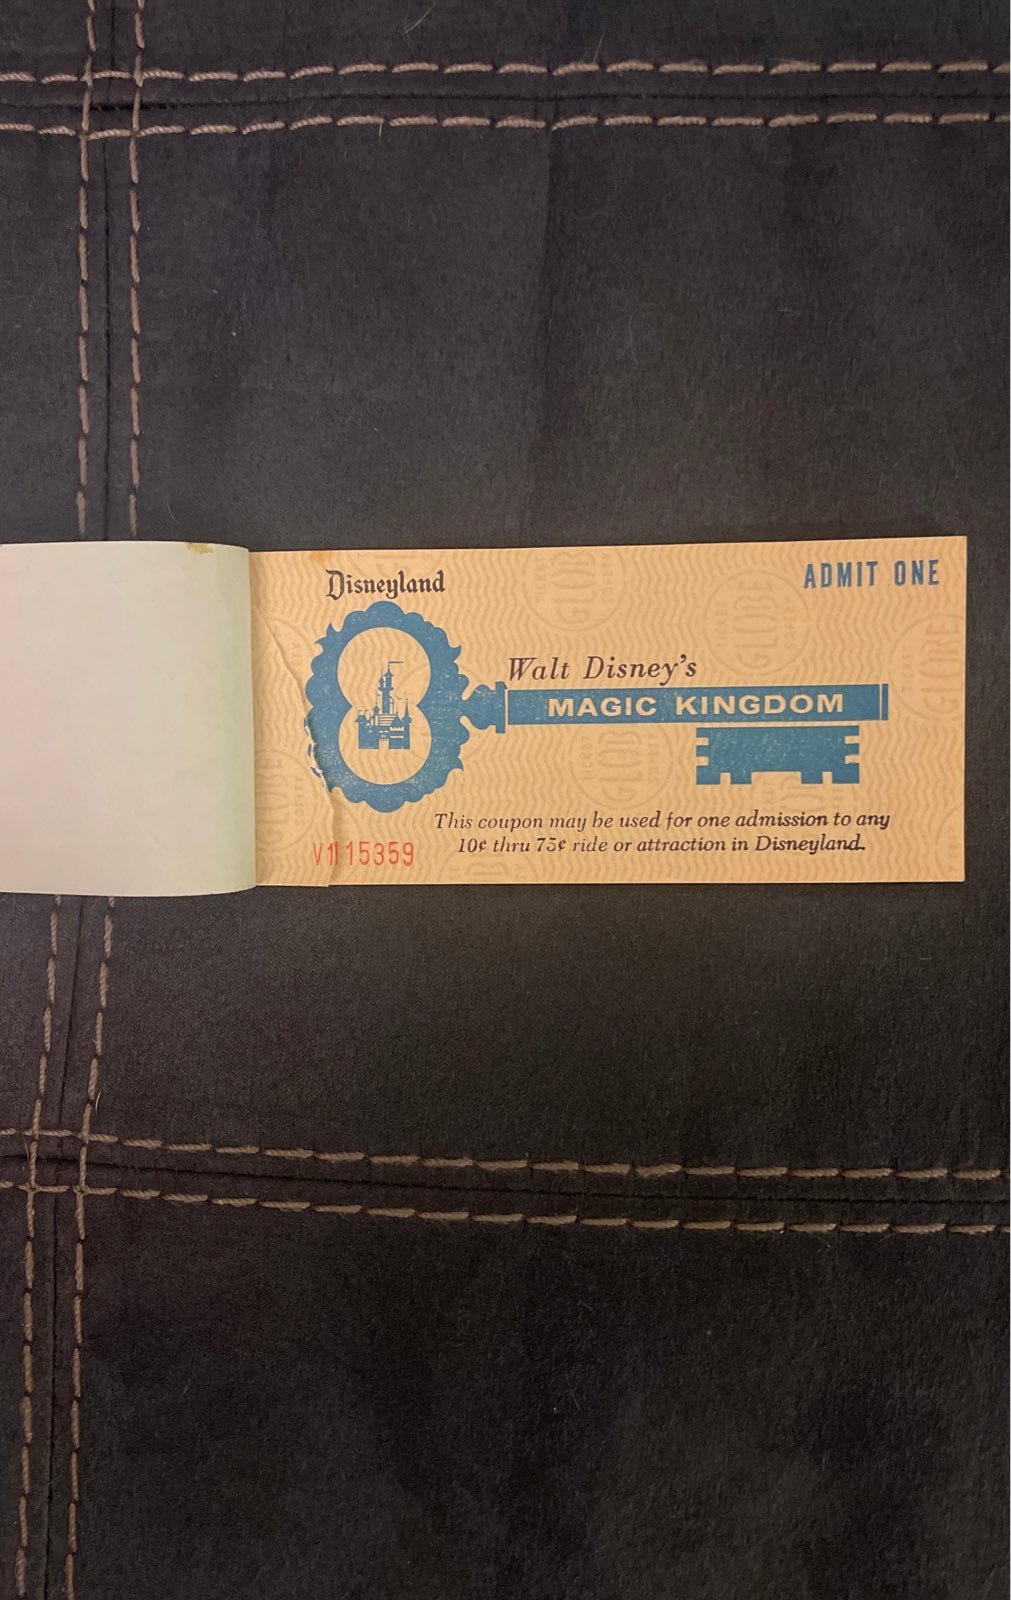 Disneyland
ADMIT ONE
Walt Disney's
MAGIC KINGDOM
This coupon may be used for one admission to any
10¢ thru 75¢ ride or attraction in Disneyland.
V1115359